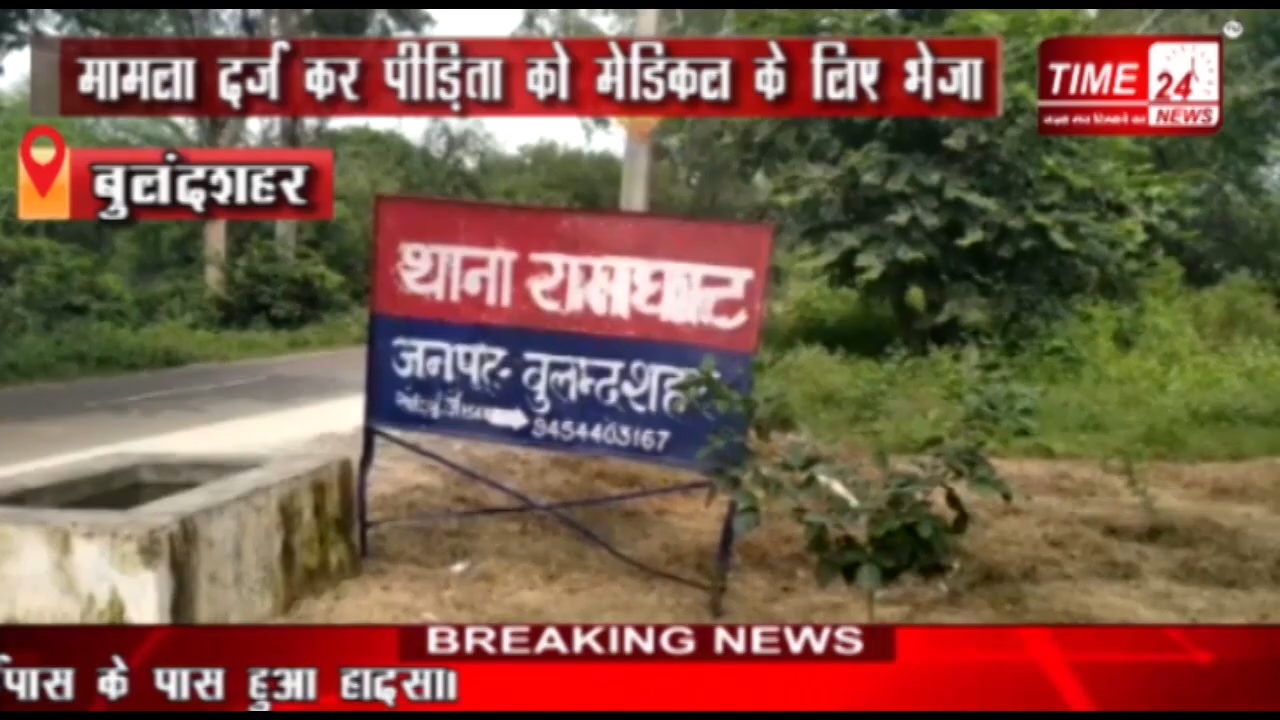 मामला दर्ज कर पीड़िता को मेडिकल के लिए भेजा
TIME 24 NEWS
बुलंदशहर
थाना रामघाट
जनपद- बुलन्दशहर
9454403167
BREAKING NEWS
के पास हुआ हादसा।